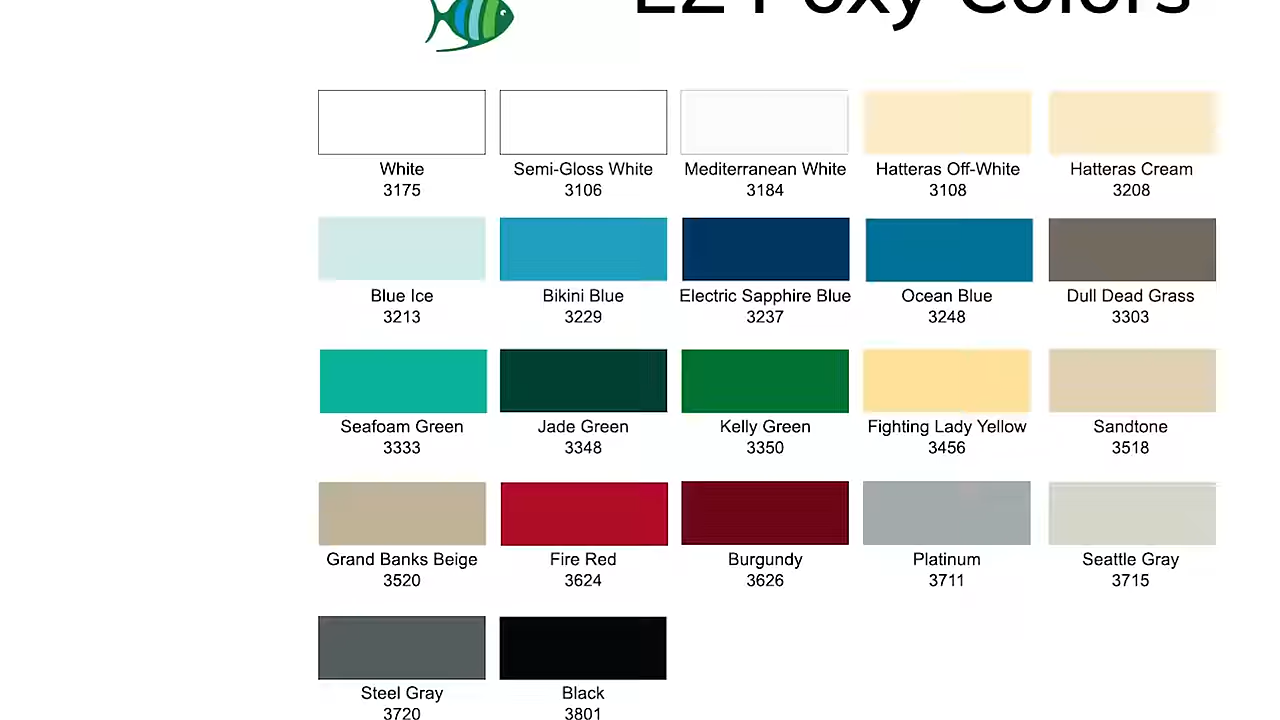 EZ Poxy Colors
White
3175
Semi-Gloss White
3106
Mediterranean White
3184
Hatteras Off-White
3108
Hatteras Cream
3208
Blue Ice
3213
Bikini Blue
3229
Electric Sapphire Blue
3237
Ocean Blue
3248
Dull Dead Grass
3303
Seafoam Green
3333
Jade Green
3348
Kelly Green
3350
Fighting Lady Yellow
3456
Sandtone
3518
Grand Banks Beige
3520
Fire Red
3624
Burgundy
3626
Platinum
3711
Seattle Gray
3715
Steel Gray
3720
Black
3801